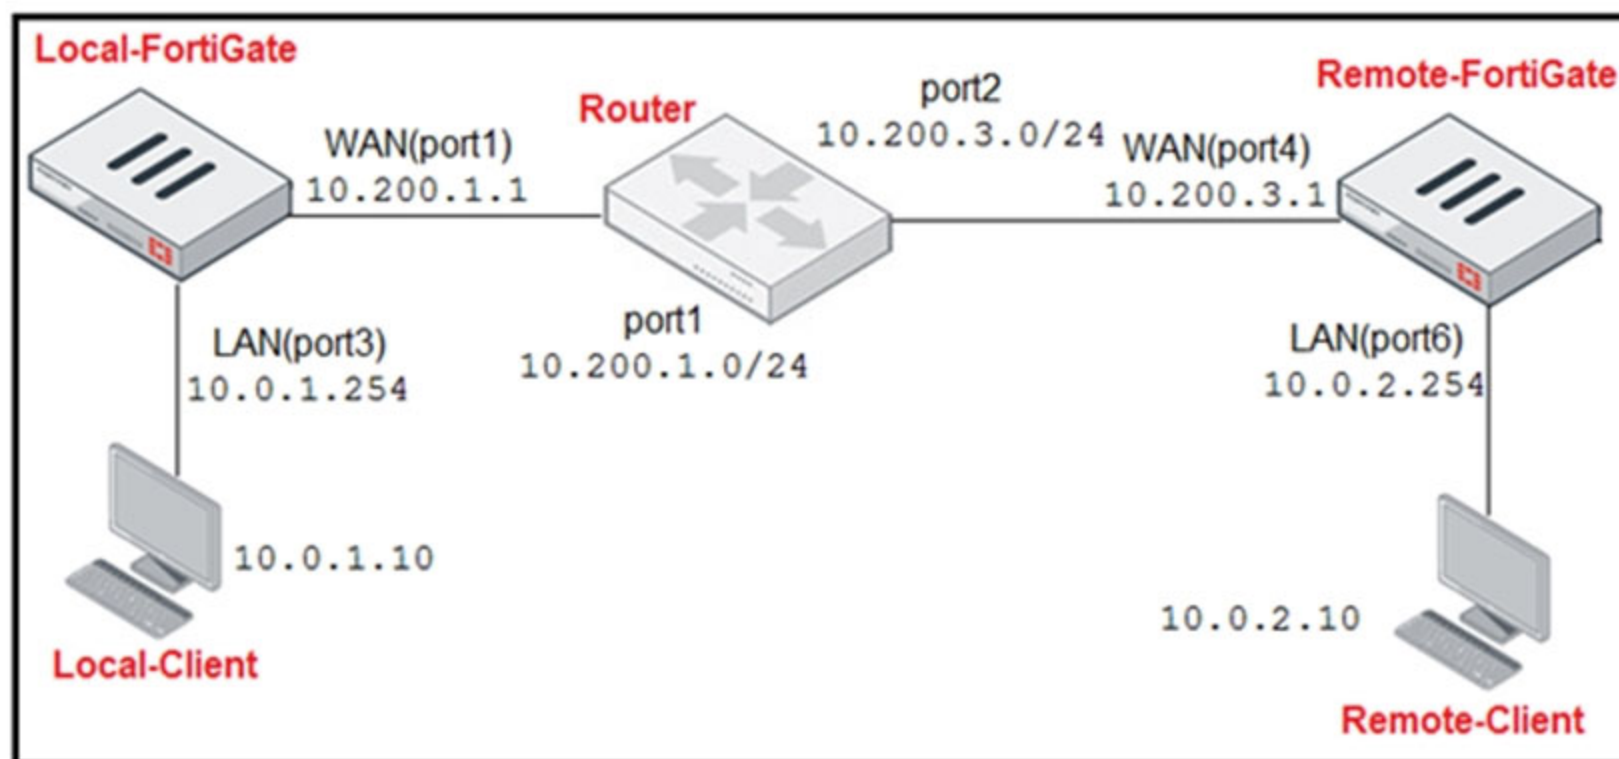 Local-FortiGate
WAN(port1)
10.200.1.1
LAN(port3)
10.0.1.254
10.0.1.10
Local-Client
Router
port2
10.200.3.0/24
port1
10.200.1.0/24
Remote-FortiGate
WAN(port4)
10.200.3.1
LAN(port6)
10.0.2.254
10.0.2.10
Remote-Client